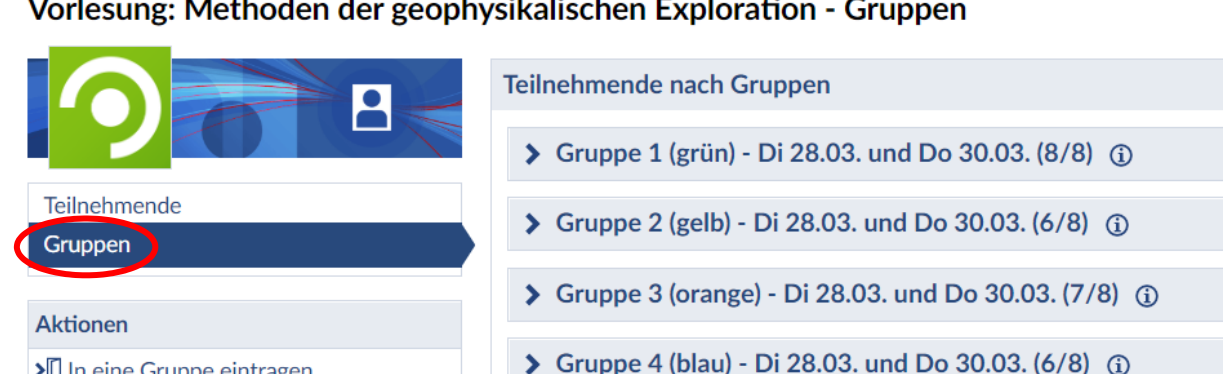 Vorlesung: Methoden der geophysikalischen Exploration - Gruppen
Teilnehmende
Gruppen
Aktionen
In eine Gruppe eintragen
Teilnehmende nach Gruppen
Gruppe 1 (grün) - Di 28.03. und Do 30.03. (8/8)
Gruppe 2 (gelb) - Di 28.03. und Do 30.03. (6/8)
Gruppe 3 (orange) - Di 28.03. und Do 30.03. (7/8)
Gruppe 4 (blau) - Di 28.03. und Do 30.03. (6/8)